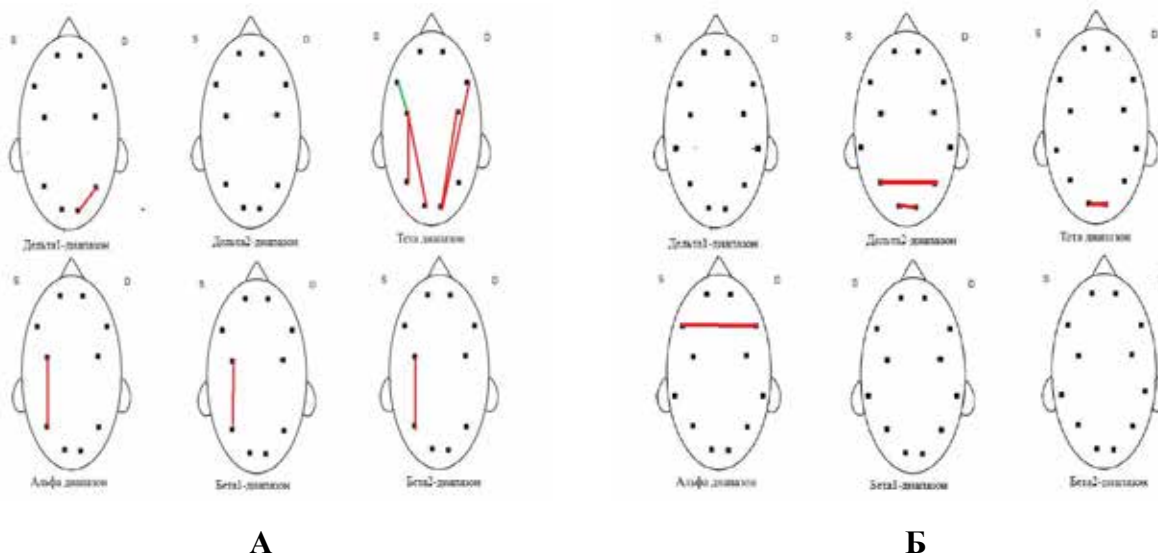 S D S D S D
Дельта1-диапазон Дельта2-диапазон Тета диапазон
S D S D S D
Альфа диапазон Бета1-диапазон Бета2-диапазон
А
S D S D S D
Дельта1-диапазон Дельта2-диапазон Тета диапазон
S D S D S D
Альфа диапазон Бета1-диапазон Бета2-диапазон
Б